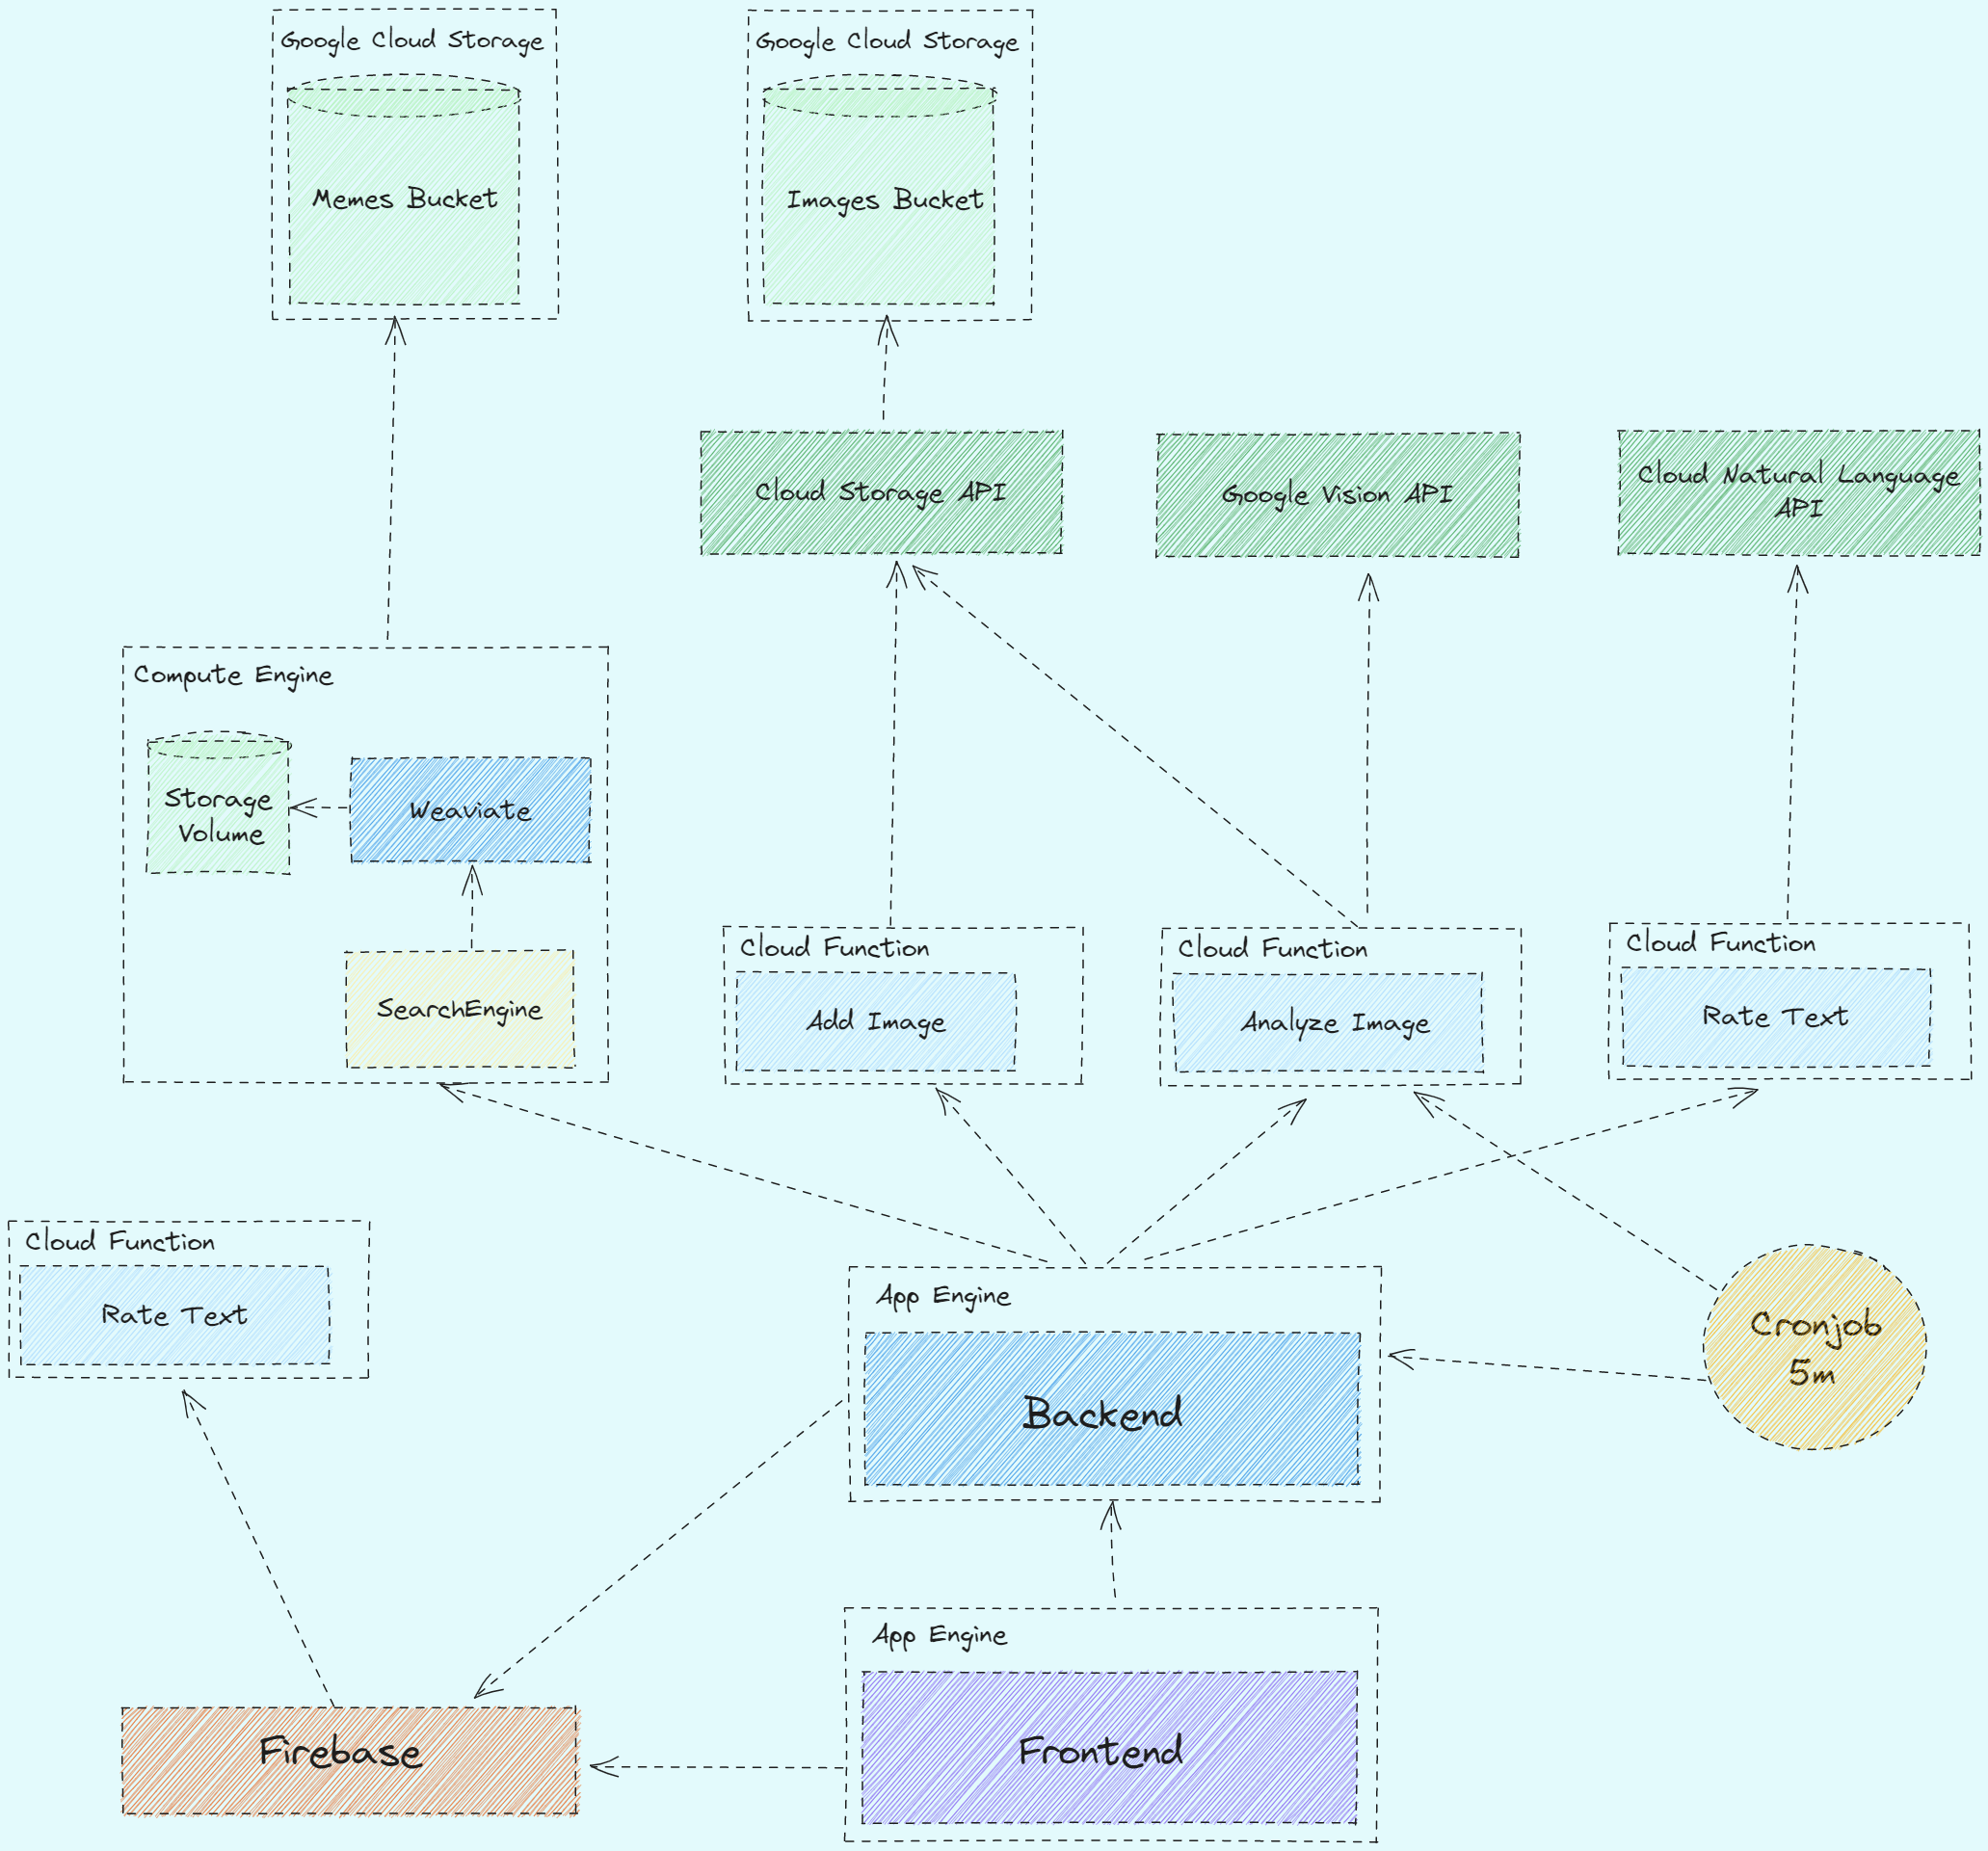 Google Cloud Storage
Memes Bucket
Google Cloud Storage
Images Bucket
Cloud Storage API
Google Vision API
Cloud Natural Language
API
Compute Engine
Storage
Volume
Weaviate
SearchEngine
Cloud Function
Add Image
Cloud Function
Analyze Image
Cloud Function
Rate Text
Cloud Function
Rate Text
App Engine
Backend
Cronjob
5m
App Engine
Frontend
Firebase